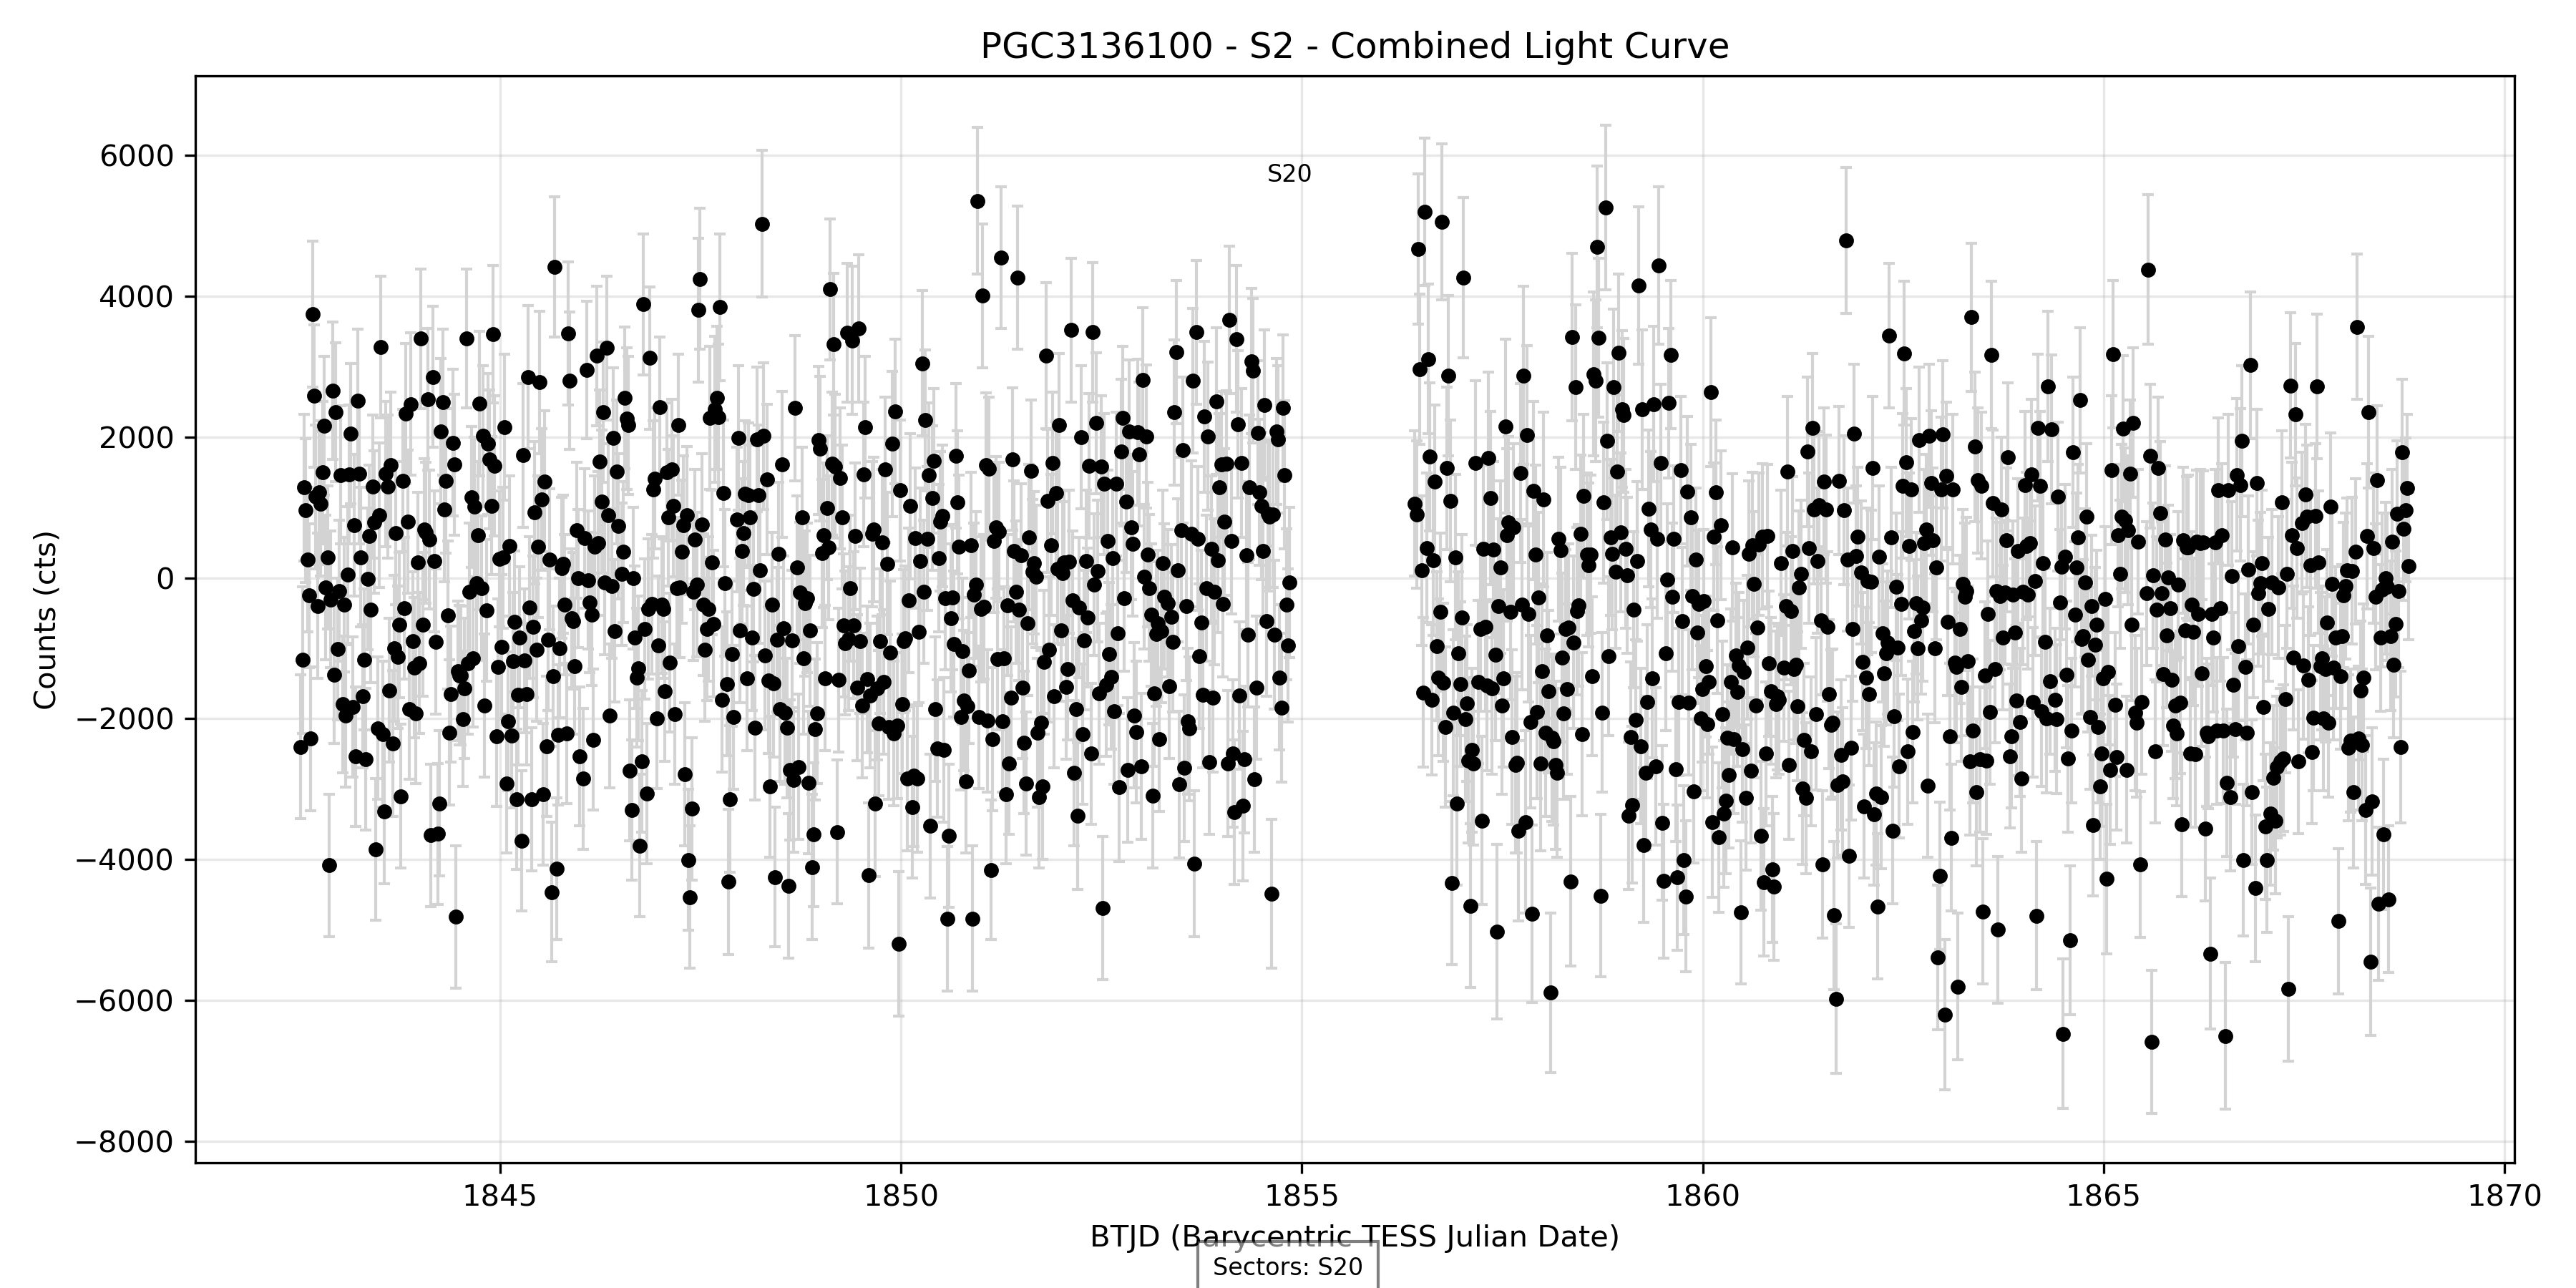 PGC3136100 - S2 - Combined Light Curve
Counts (cts)
6000
4000
2000
0
−2000
−4000
−6000
−8000
S20
1845
1850
1855
1860
1865
1870
BTJD (Barycentric TESS Julian Date)
Sectors: S20